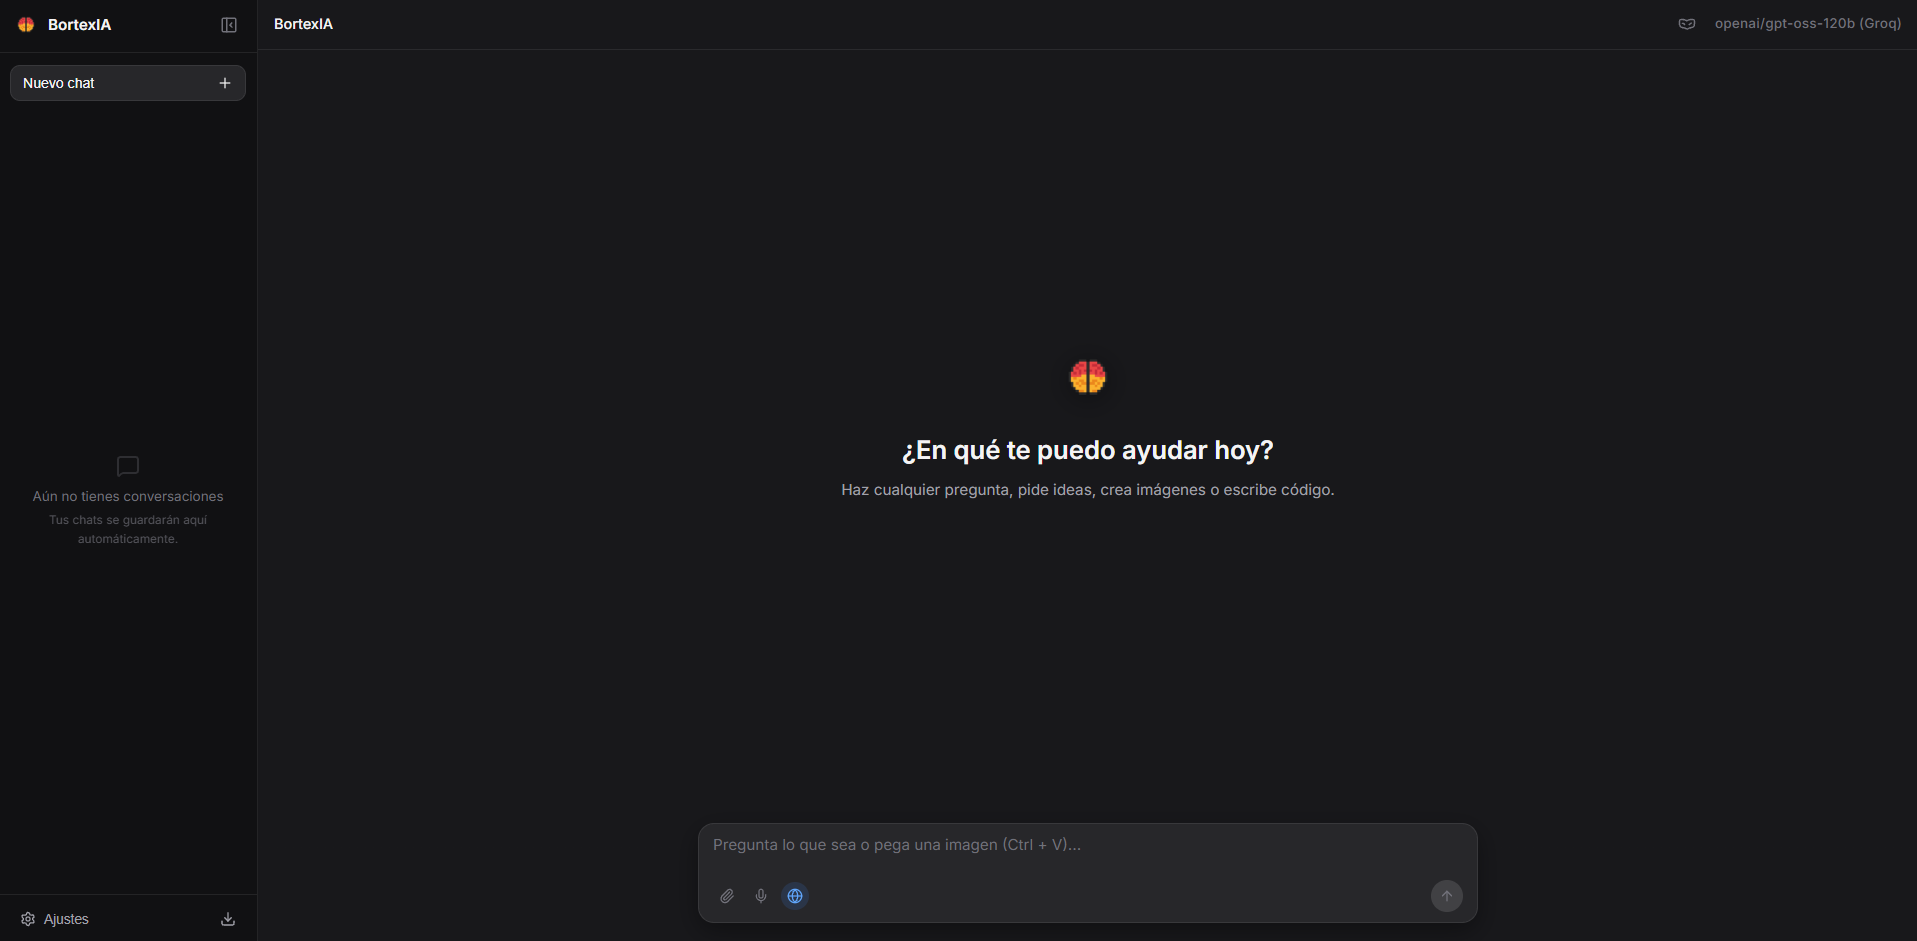 BortexIA
Nuevo chat
Aún no tienes conversaciones
Tus chats se guardarán aquí
automáticamente.
Ajustes
BortexIA
openai/gpt-oss-120b (Groq)
¿En qué te puedo ayudar hoy?
Haz cualquier pregunta, pide ideas, crea imágenes o escribe código.
Pregunta lo que sea o pega una imagen (Ctrl + V)...